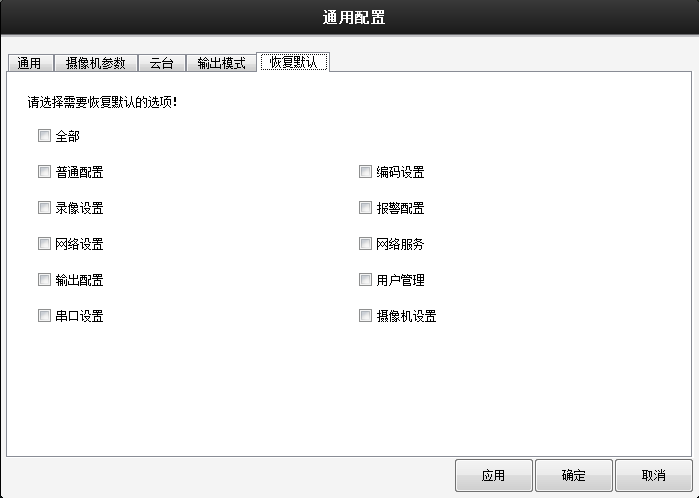 通用配置
通用 摄像机参数 云台 输出模式 恢复默认
请选择需要恢复默认的选项!
全部
普通配置 编码设置
录像设置 报警配置
网络设置 网络服务
输出配置 用户管理
串口设置 摄像机设置
应用 确定 取消